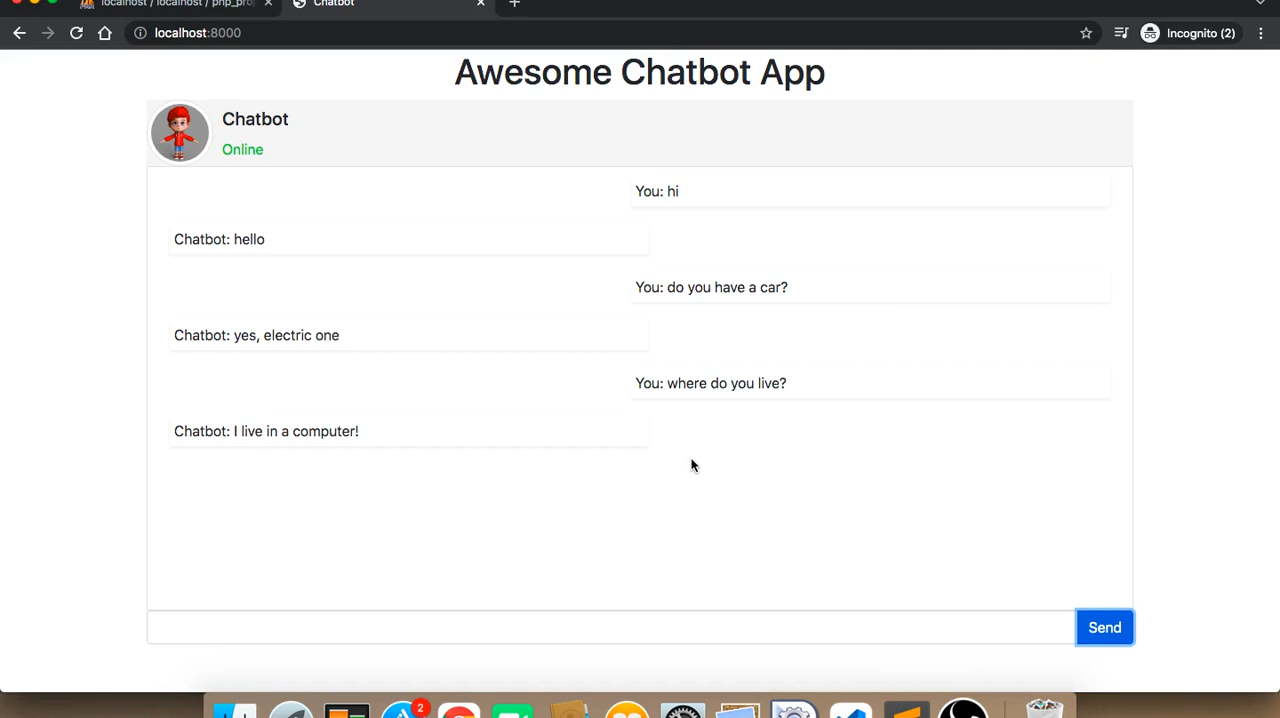 localhost / localhost / php_pro
Chatbot
localhost:8000
Incognito (2)
Awesome Chatbot App
Chatbot
Online
You: hi
Chatbot: hello
You: do you have a car?
Chatbot: yes, electric one
You: where do you live?
Chatbot: I live in a computer!
Send
2